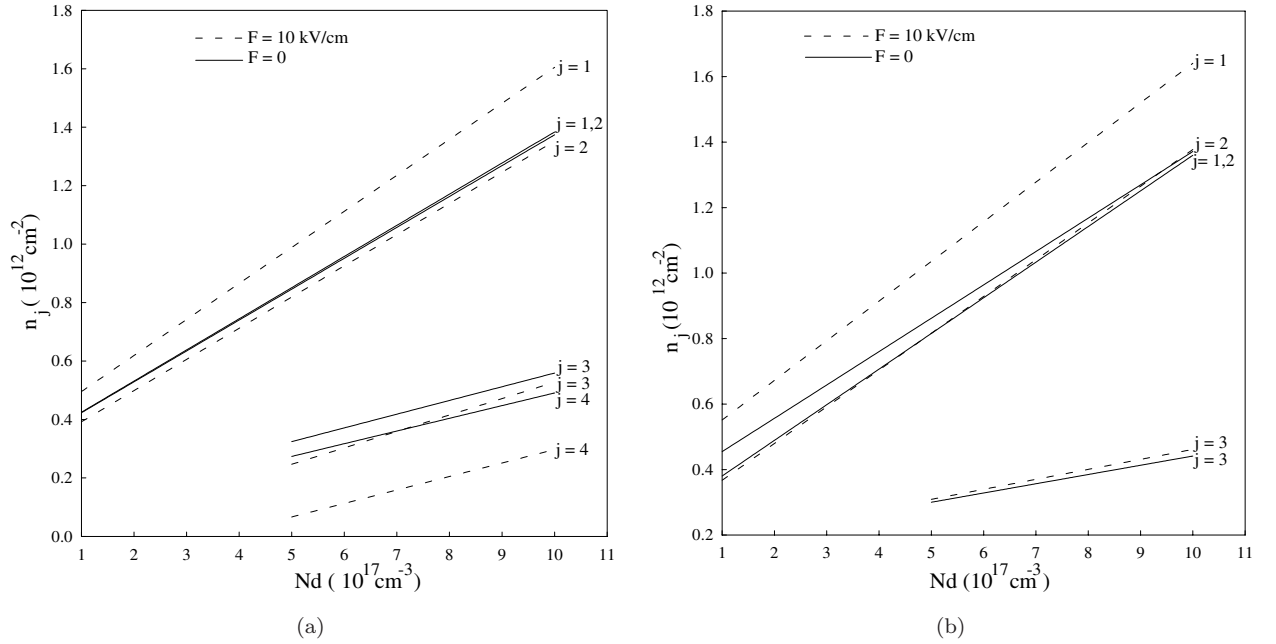 1.8
1.6
1.4
1.2
1.0
0.8
0.6
0.4
0.2
0.0
n j ( 10^12 cm^-2 )
F = 10 kV/cm
F = 0
j = 1
j = 1,2
j = 2
j = 3
j = 3
j = 4
j = 4
1 2 3 4 5 6 7 8 9 10 11
Nd ( 10^17 cm^-3 )
(a)
1.8
1.6
1.4
1.2
1.0
0.8
0.6
0.4
0.2
n j (10^12 cm^-2 )
F = 10 kV/cm
F = 0
j = 1
j = 2
j = 1,2
j = 3
j = 3
1 2 3 4 5 6 7 8 9 10 11
Nd (10^17 cm^-3 )
(b)